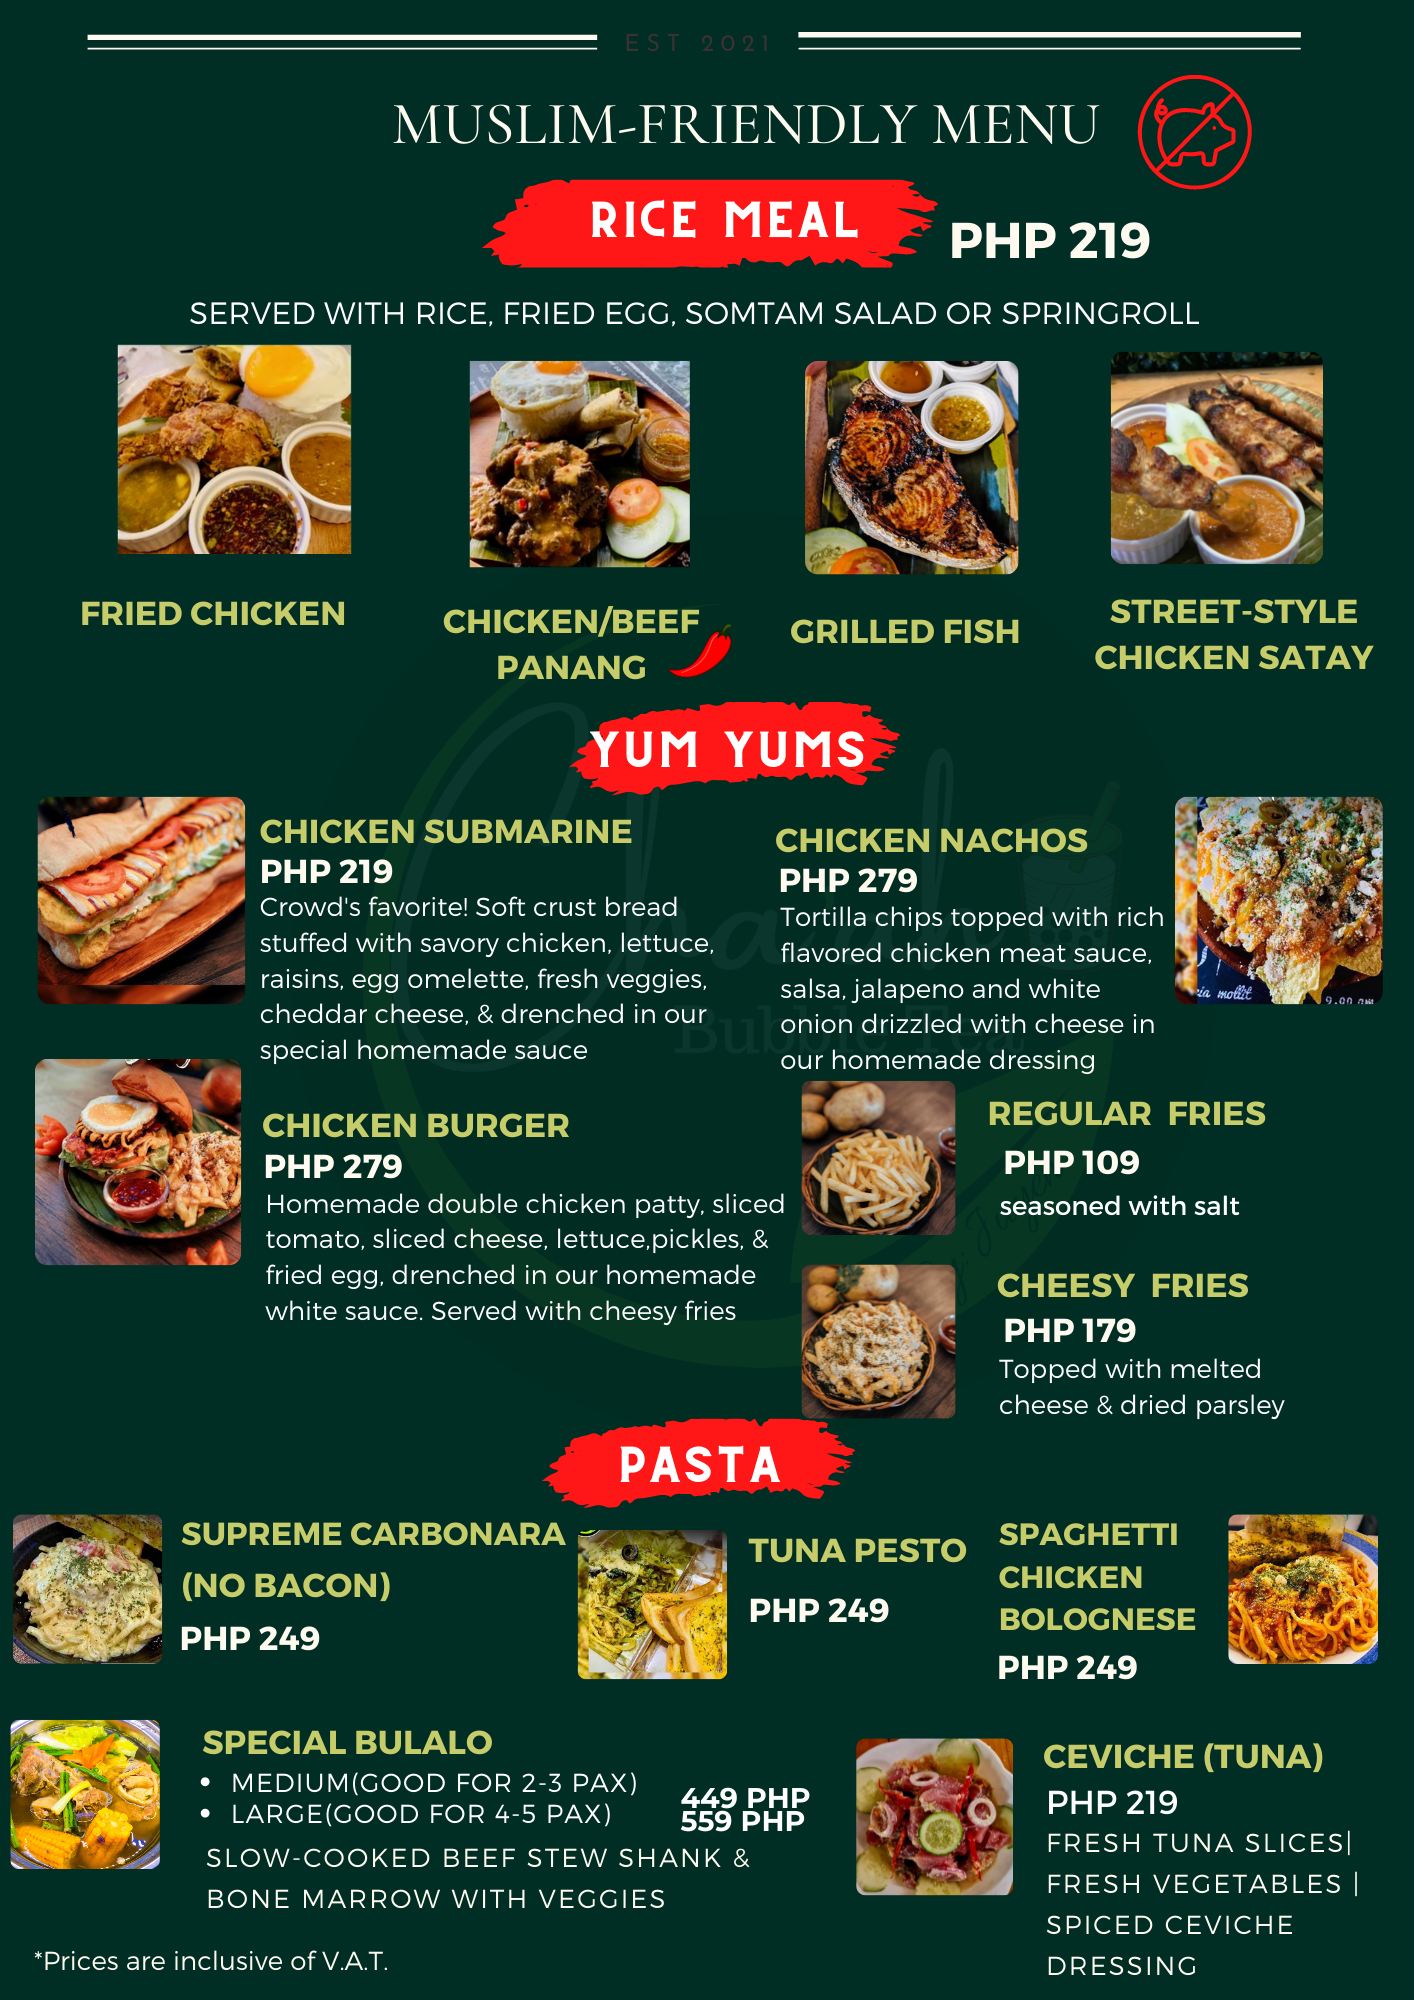 EST 2021
MUSLIM-FRIENDLY MENU
RICE MEAL
PHP 219
SERVED WITH RICE, FRIED EGG, SOMTAM SALAD OR SPRINGROLL
FRIED CHICKEN
CHICKEN/BEEF
PANANG
GRILLED FISH
STREET-STYLE
CHICKEN SATAY
YUM YUMS
CHICKEN SUBMARINE
PHP 219
Crowd's favorite! Soft crust bread
stuffed with savory chicken, lettuce,
raisins, egg omelette, fresh veggies,
cheddar cheese, & drenched in our
special homemade sauce
CHICKEN NACHOS
PHP 279
Tortilla chips topped with rich
flavored chicken meat sauce,
salsa, jalapeno and white
onion drizzled with cheese in
our homemade dressing
CHICKEN BURGER
PHP 279
Homemade double chicken patty, sliced
tomato, sliced cheese, lettuce,pickles, &
fried egg, drenched in our homemade
white sauce. Served with cheesy fries
REGULAR FRIES
PHP 109
seasoned with salt
CHEESY FRIES
PHP 179
Topped with melted
cheese & dried parsley
Bubble Tea
PASTA
SUPREME CARBONARA
(NO BACON)
PHP 249
TUNA PESTO
PHP 249
SPAGHETTI
CHICKEN
BOLOGNESE
PHP 249
SPECIAL BULALO
• MEDIUM(GOOD FOR 2-3 PAX) 449 PHP
• LARGE(GOOD FOR 4-5 PAX) 559 PHP
SLOW-COOKED BEEF STEW SHANK &
BONE MARROW WITH VEGGIES
CEVICHE (TUNA)
PHP 219
FRESH TUNA SLICES|
FRESH VEGETABLES |
SPICED CEVICHE
DRESSING
*Prices are inclusive of V.A.T.